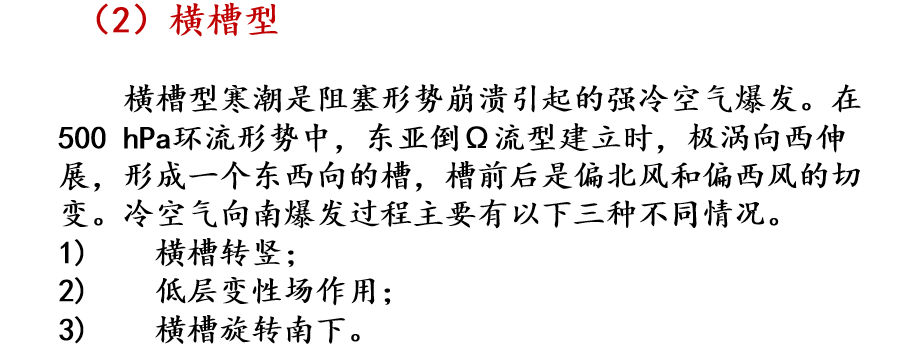 （2）横槽型
横槽型寒潮是阻塞形势崩溃引起的强冷空气爆发。在
500 hPa环流形势中，东亚倒Ω流型建立时，极涡向西伸
展，形成一个东西向的槽，槽前后是偏北风和偏西风的切
变。冷空气向南爆发过程主要有以下三种不同情况。
1) 横槽转竖；
2) 低层变性场作用；
3) 横槽旋转南下。